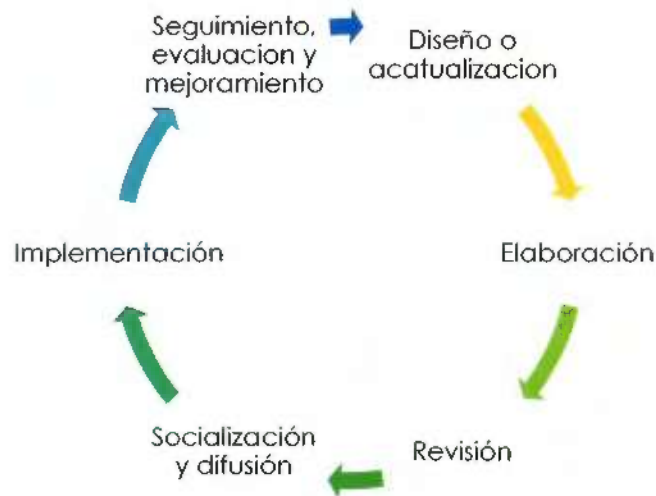 Seguimiento,
evaluacion y
mejoramiento
Diseño o
acatualizacion
Elaboración
Revisión
Socialización
y difusión
Implementación